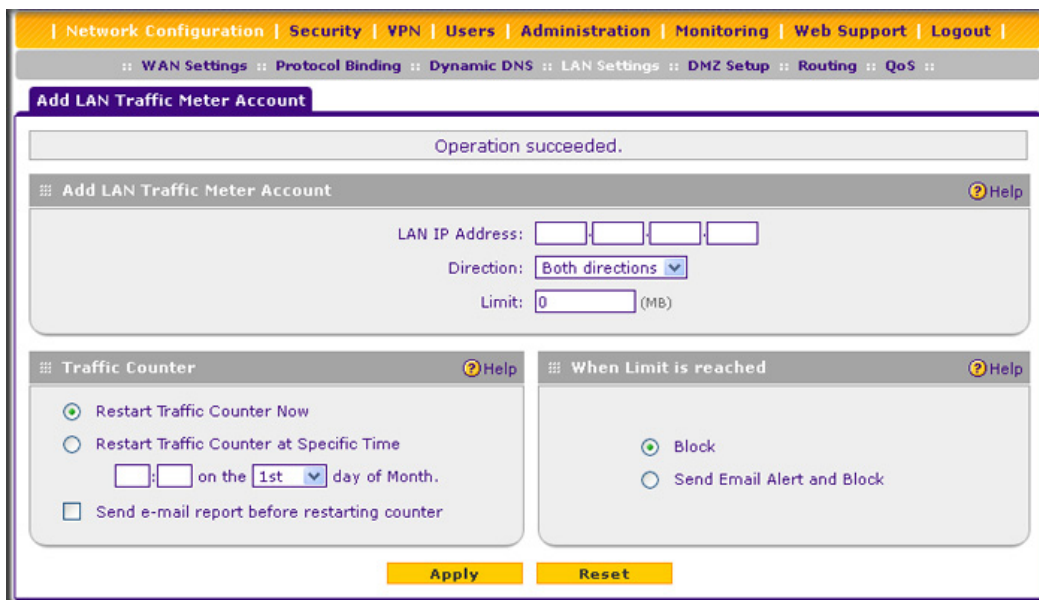 | Network Configuration | Security | VPN | Users | Administration | Monitoring | Web Support | Logout |
:: WAN Settings :: Protocol Binding :: Dynamic DNS :: LAN Settings :: DMZ Setup :: Routing :: QoS ::
Add LAN Traffic Meter Account
Operation succeeded.
Add LAN Traffic Meter Account ? Help
LAN IP Address: . . .
Direction: Both directions
Limit: 0 (MB)
Traffic Counter ? Help
Restart Traffic Counter Now
Restart Traffic Counter at Specific Time
: on the 1st day of Month.
Send e-mail report before restarting counter
When Limit is reached ? Help
Block
Send Email Alert and Block
Apply Reset